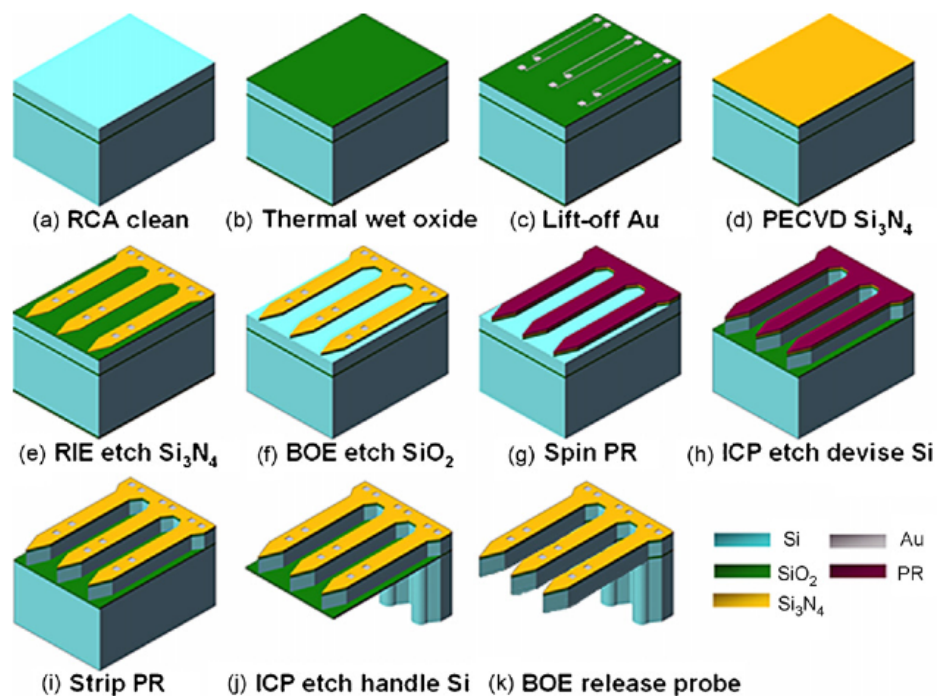 (a) RCA clean
(b) Thermal wet oxide
(c) Lift-off Au
(d) PECVD Si₃N₄
(e) RIE etch Si₃N₄
(f) BOE etch SiO₂
(g) Spin PR
(h) ICP etch devise Si
(i) Strip PR
(j) ICP etch handle Si
(k) BOE release probe
Si
Au
SiO₂
PR
Si₃N₄